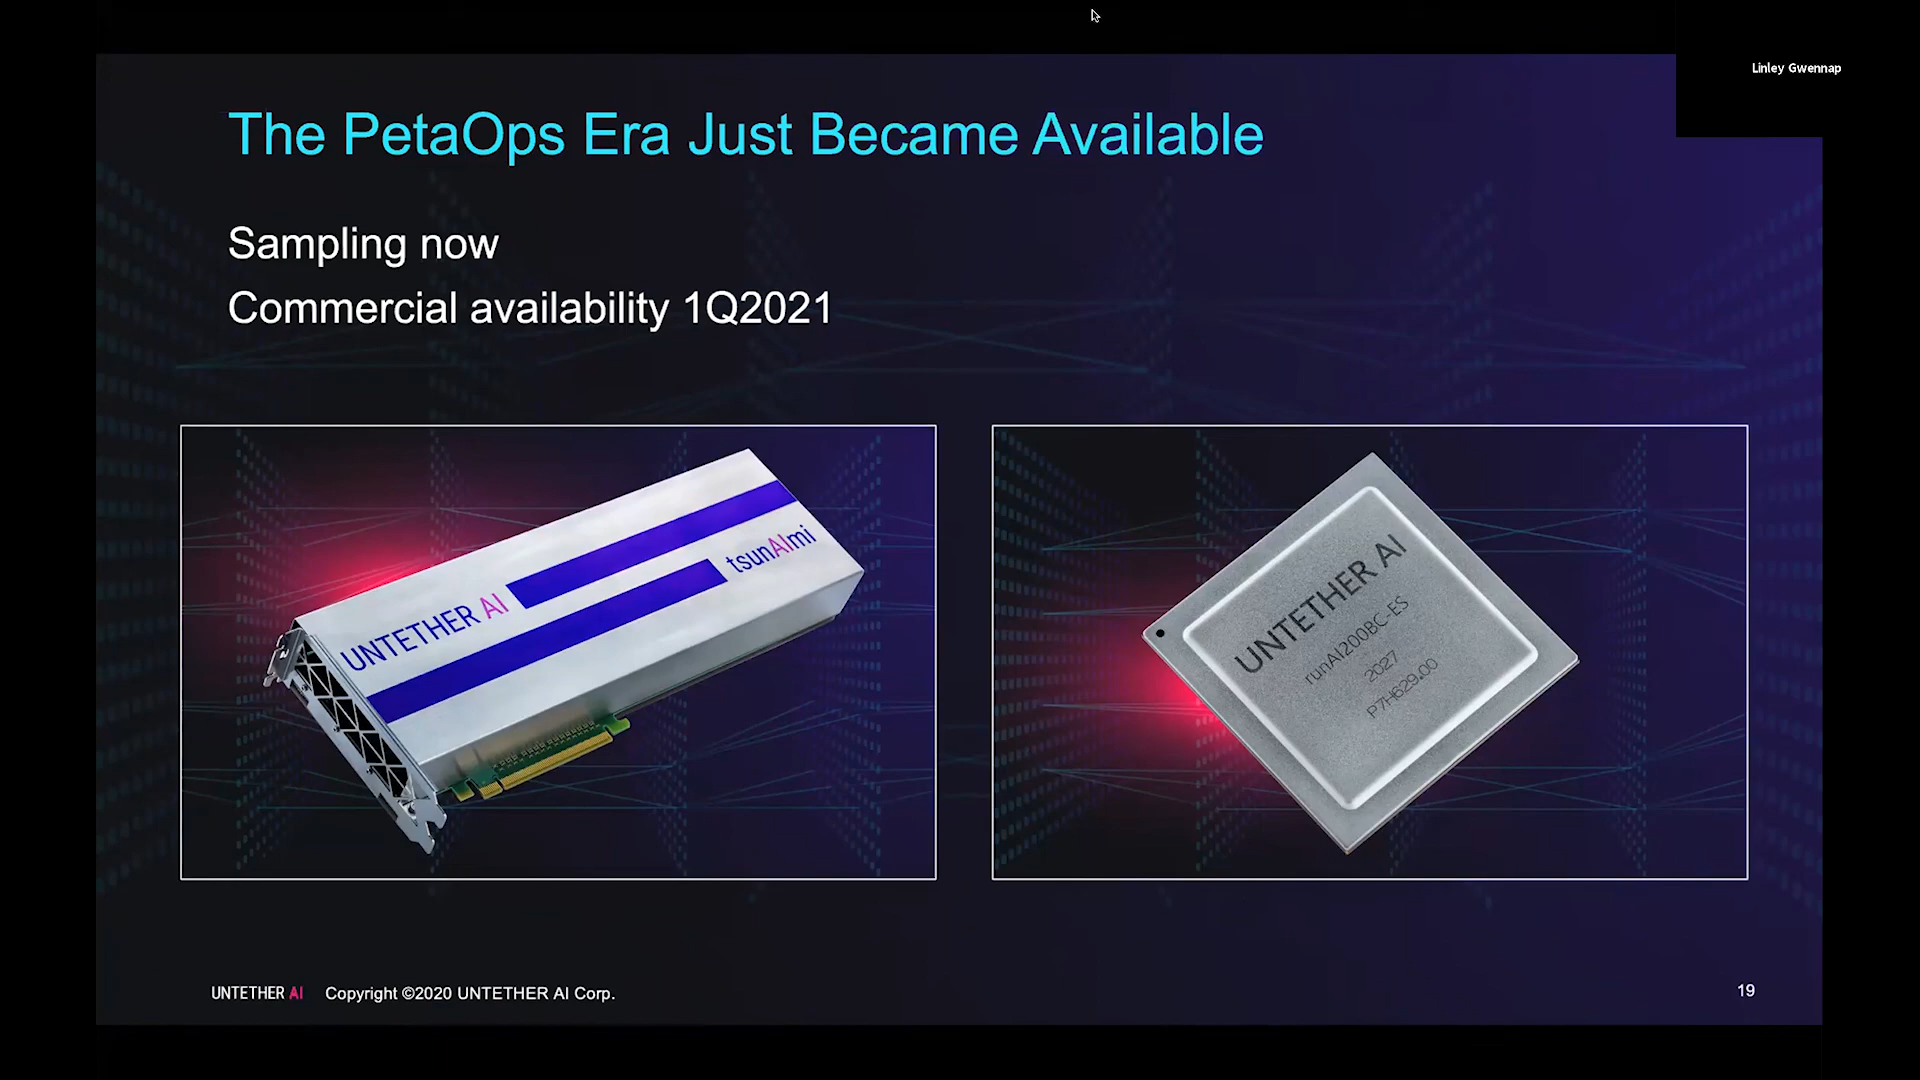 Linley Gwennap
The PetaOps Era Just Became Available
Sampling now
Commercial availability 1Q2021
UNTETHER AI
tsunAImi
UNTETHER AI
runAI200BC-ES
2027
P7H629.00
UNTETHER AI Copyright ©2020 UNTETHER AI Corp.
19